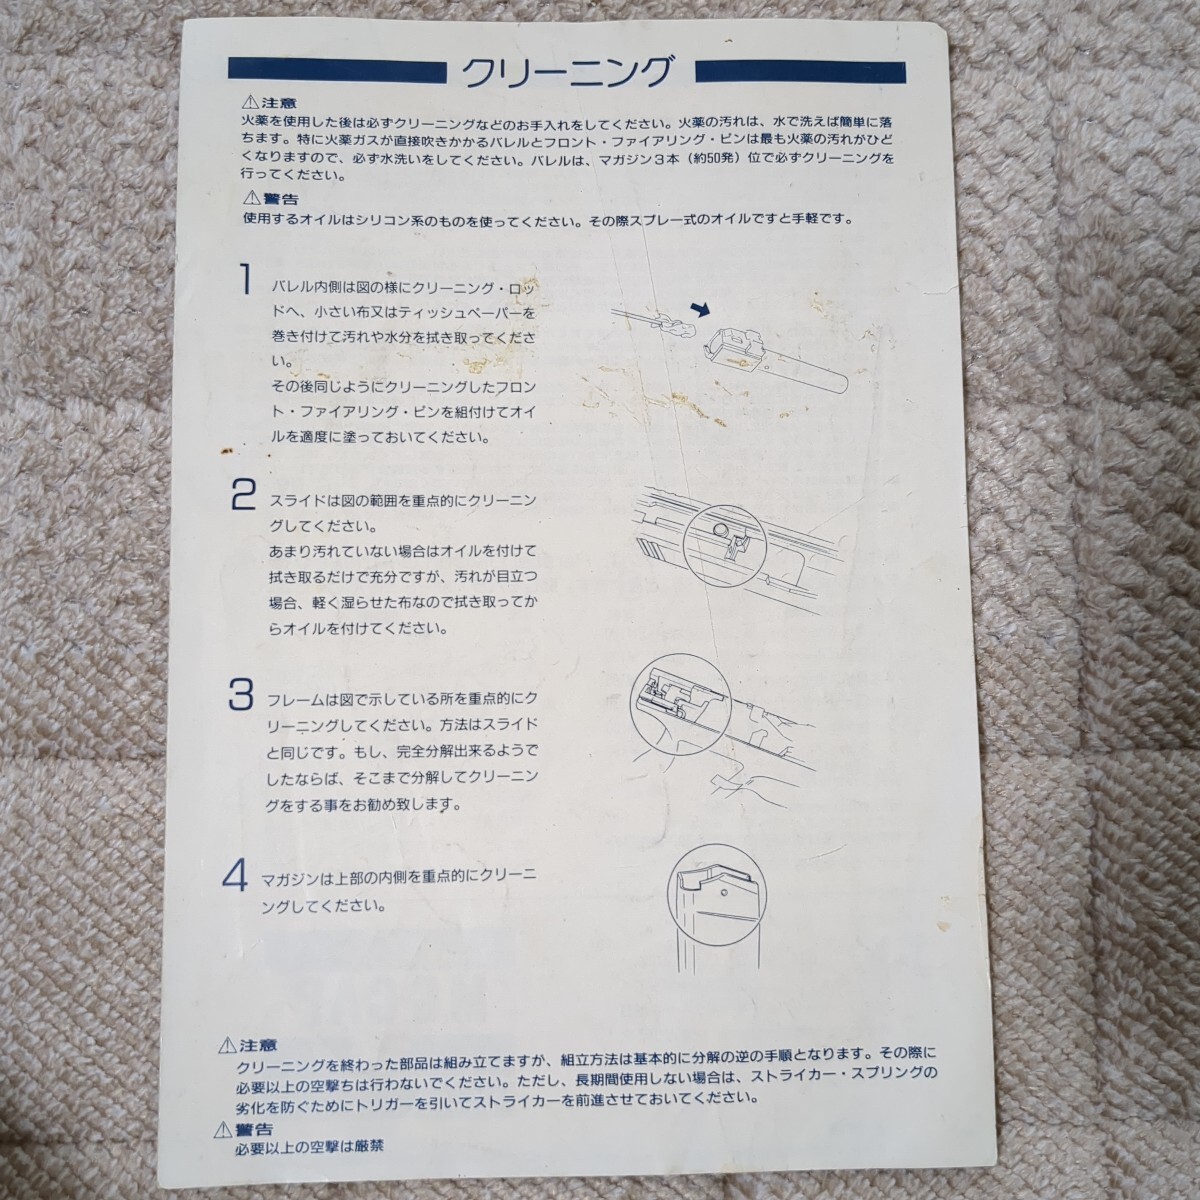 クリーニング
⚠注意
火薬を使用した後は必ずクリーニングなどのお手入れをしてください。火薬の汚れは、水で洗えば簡単に落
ちます。特に火薬ガスが直接吹きかかるバレルとフロント・ファイアリング・ピンは最も火薬の汚れがひど
くなりますので、必ず水洗いをしてください。バレルは、マガジン3本（約50発）位で必ずクリーニングを
行ってください。
⚠警告
使用するオイルはシリコン系のものを使ってください。その際スプレー式のオイルですと手軽です。
1 バレル内側は図の様にクリーニング・ロッ
ドへ、小さい布又はティッシュペーパーを
巻き付けて汚れや水分を拭き取ってくださ
い。
その後同じようにクリーニングしたフロン
ト・ファイアリング・ピンを組付けてオイ
ルを適度に塗っておいてください。
2 スライドは図の範囲を重点的にクリーニン
グしてください。
あまり汚れていない場合はオイルを付けて
拭き取るだけで充分ですが、汚れが目立つ
場合、軽く湿らせた布なので拭き取ってか
らオイルを付けてください。
3 フレームは図で示している所を重点的にク
リーニングしてください。方法はスライド
と同じです。もし、完全分解出来るようで
したならば、そこまで分解してクリーニン
グをする事をお勧め致します。
4 マガジンは上部の内側を重点的にクリーニ
ングしてください。
⚠注意
クリーニングを終わった部品は組み立てますが、組立方法は基本的に分解の逆の手順となります。その際に
必要以上の空撃ちは行わないでください。ただし、長期間使用しない場合は、ストライカー・スプリングの
劣化を防ぐためにトリガーを引いてストライカーを前進させておいてください。
⚠警告
必要以上の空撃は厳禁